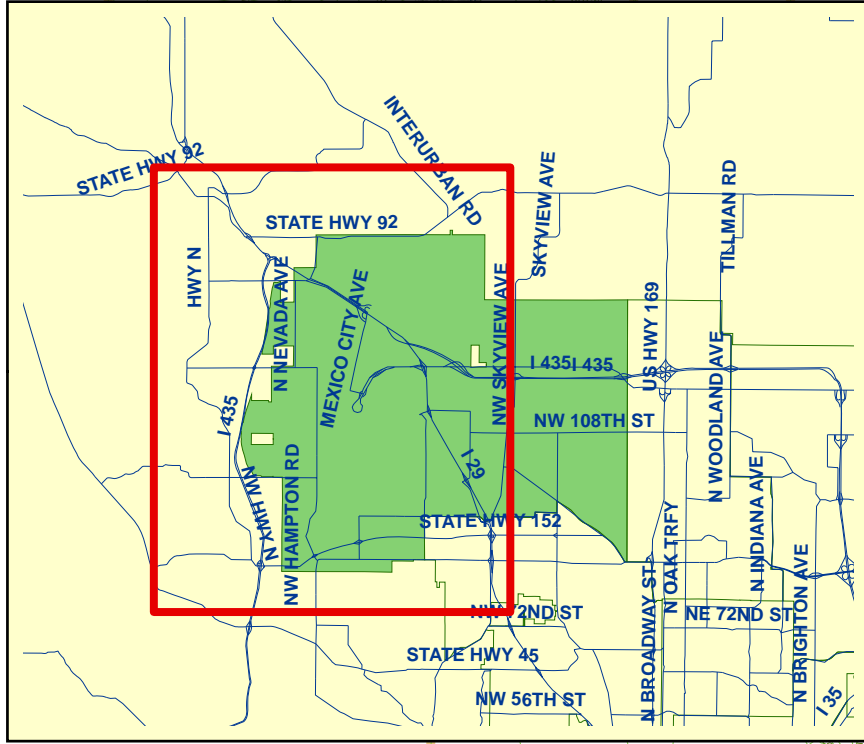 STATE HWY 92
INTERURBAN RD
SKYVIEW AVE
TILLMAN RD
STATE HWY 92
HWY N
N NEVADA AVE
MEXICO CITY AVE
NW SKYVIEW AVE
US HWY 169
I 435
I 435
N WOODLAND AVE
I 435
NW 108TH ST
I 29
NW HWY N
NW HAMPTON RD
STATE HWY 152
N OAK TRFY
N INDIANA AVE
N BROADWAY ST
N BRIGHTON AVE
NW 72ND ST
NE 72ND ST
STATE HWY 45
NW 56TH ST
I 35